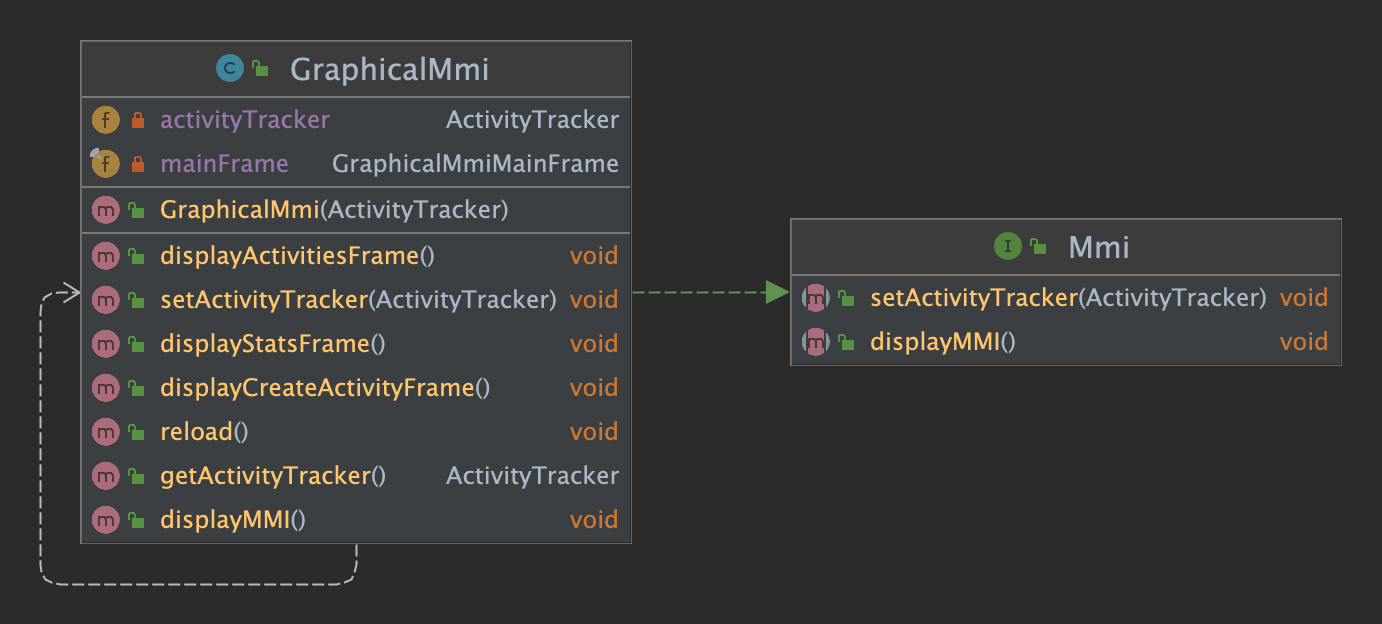 GraphicalMmi
activityTracker ActivityTracker
mainFrame GraphicalMmiMainFrame
GraphicalMmi(ActivityTracker)
displayActivitiesFrame() void
setActivityTracker(ActivityTracker) void
displayStatsFrame() void
displayCreateActivityFrame() void
reload() void
getActivityTracker() ActivityTracker
displayMMI() void
Mmi
setActivityTracker(ActivityTracker) void
displayMMI() void